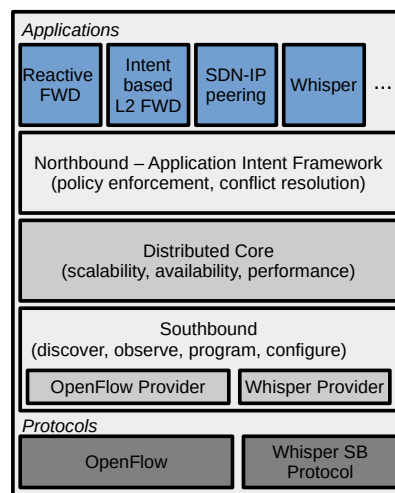 Applications
Reactive
FWD
Intent
based
L2 FWD
SDN-IP
peering
Whisper
...
Northbound – Application Intent Framework
(policy enforcement, conflict resolution)
Distributed Core
(scalability, availability, performance)
Southbound
(discover, observe, program, configure)
OpenFlow Provider
Whisper Provider
Protocols
OpenFlow
Whisper SB
Protocol